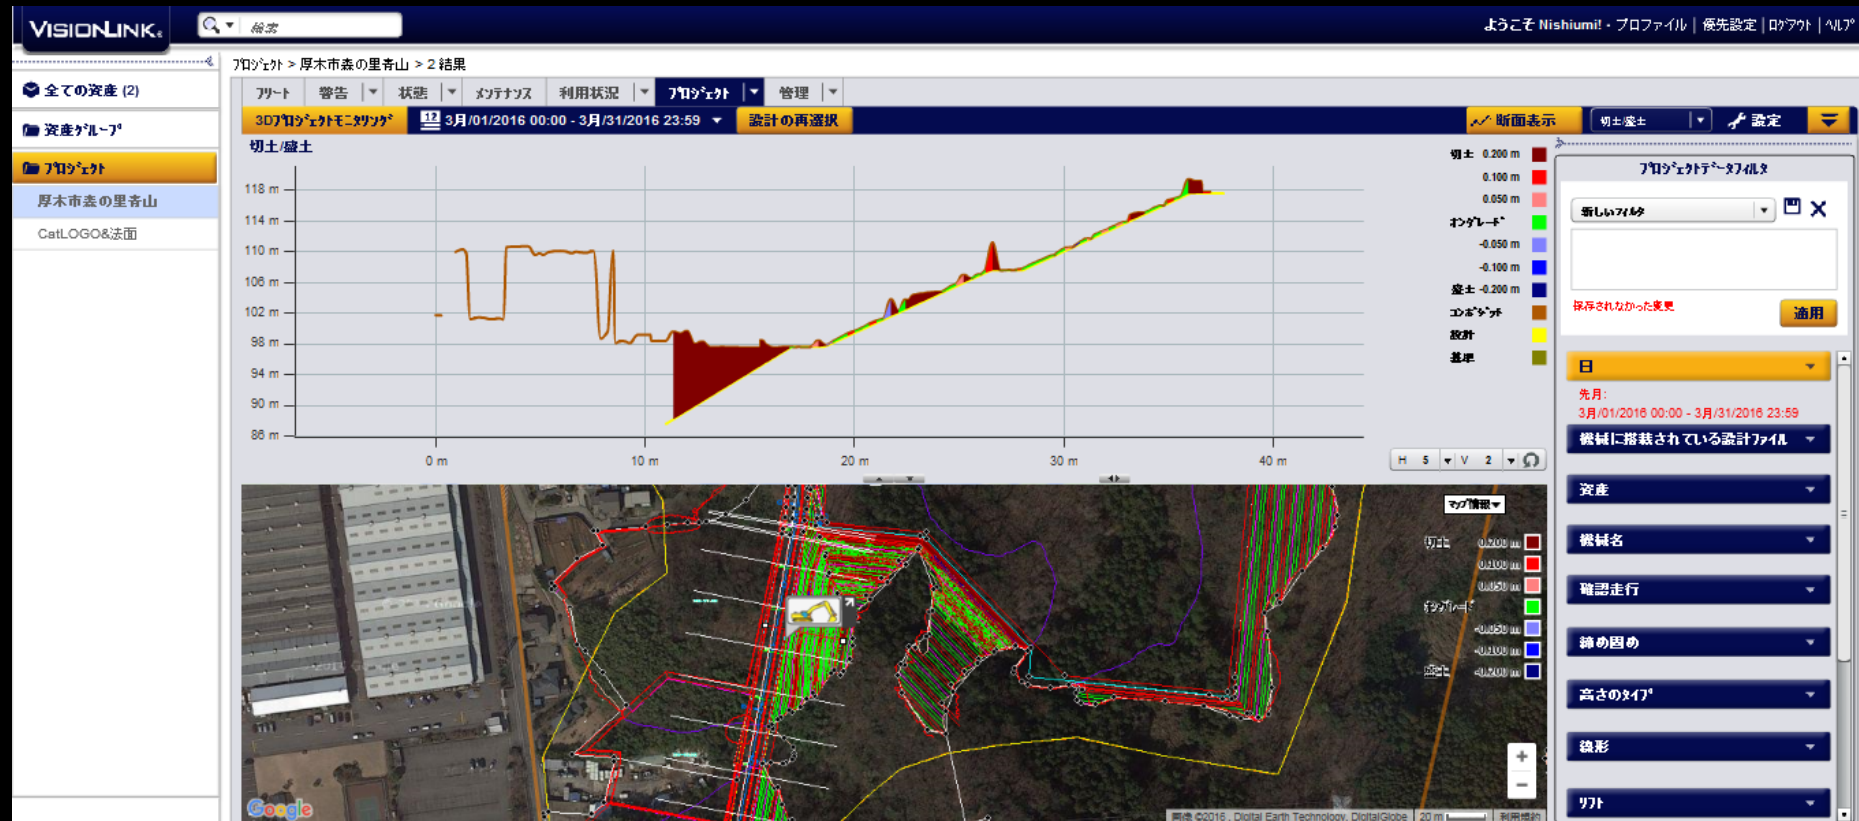 VISIONLINK®
検索
ようこそ Nishiumi! - プロファイル | 優先設定 | ログアウト | ヘルプ
全ての資産 (2)
資産グループ
プロジェクト
厚木市森の里青山
CatLOGO&法面
プロジェクト > 厚木市森の里青山 > 2 結果
フリート 警告 状態 メンテナンス 利用状況 プロジェクト 管理
3Dプロジェクトモニタリング 12 3月/01/2016 00:00 - 3月/31/2016 23:59 設計の再選択 断面表示 切土/盛土 設定
切土/盛土
118 m
114 m
110 m
106 m
102 m
98 m
94 m
90 m
86 m
0 m 10 m 20 m 30 m 40 m
切土 0.200 m
0.100 m
0.050 m
オングレード
-0.050 m
-0.100 m
盛土 -0.200 m
コンポジット
設計
基準
H 5 V 2
マップ情報
切土 0.200 m
0.100 m
0.050 m
オングレード
-0.050 m
-0.100 m
盛土 -0.200 m
+
-
Google
画像 ©2016 , Digital Earth Technology, DigitalGlobe 20 m 利用規約
プロジェクトデータフィルタ
新しいフィルタ
保存されなかった変更
適用
日
先月:
3月/01/2016 00:00 - 3月/31/2016 23:59
機械に搭載されている設計ファイル
資産
機械名
確認走行
締め固め
高さのタイプ
線形
リフト